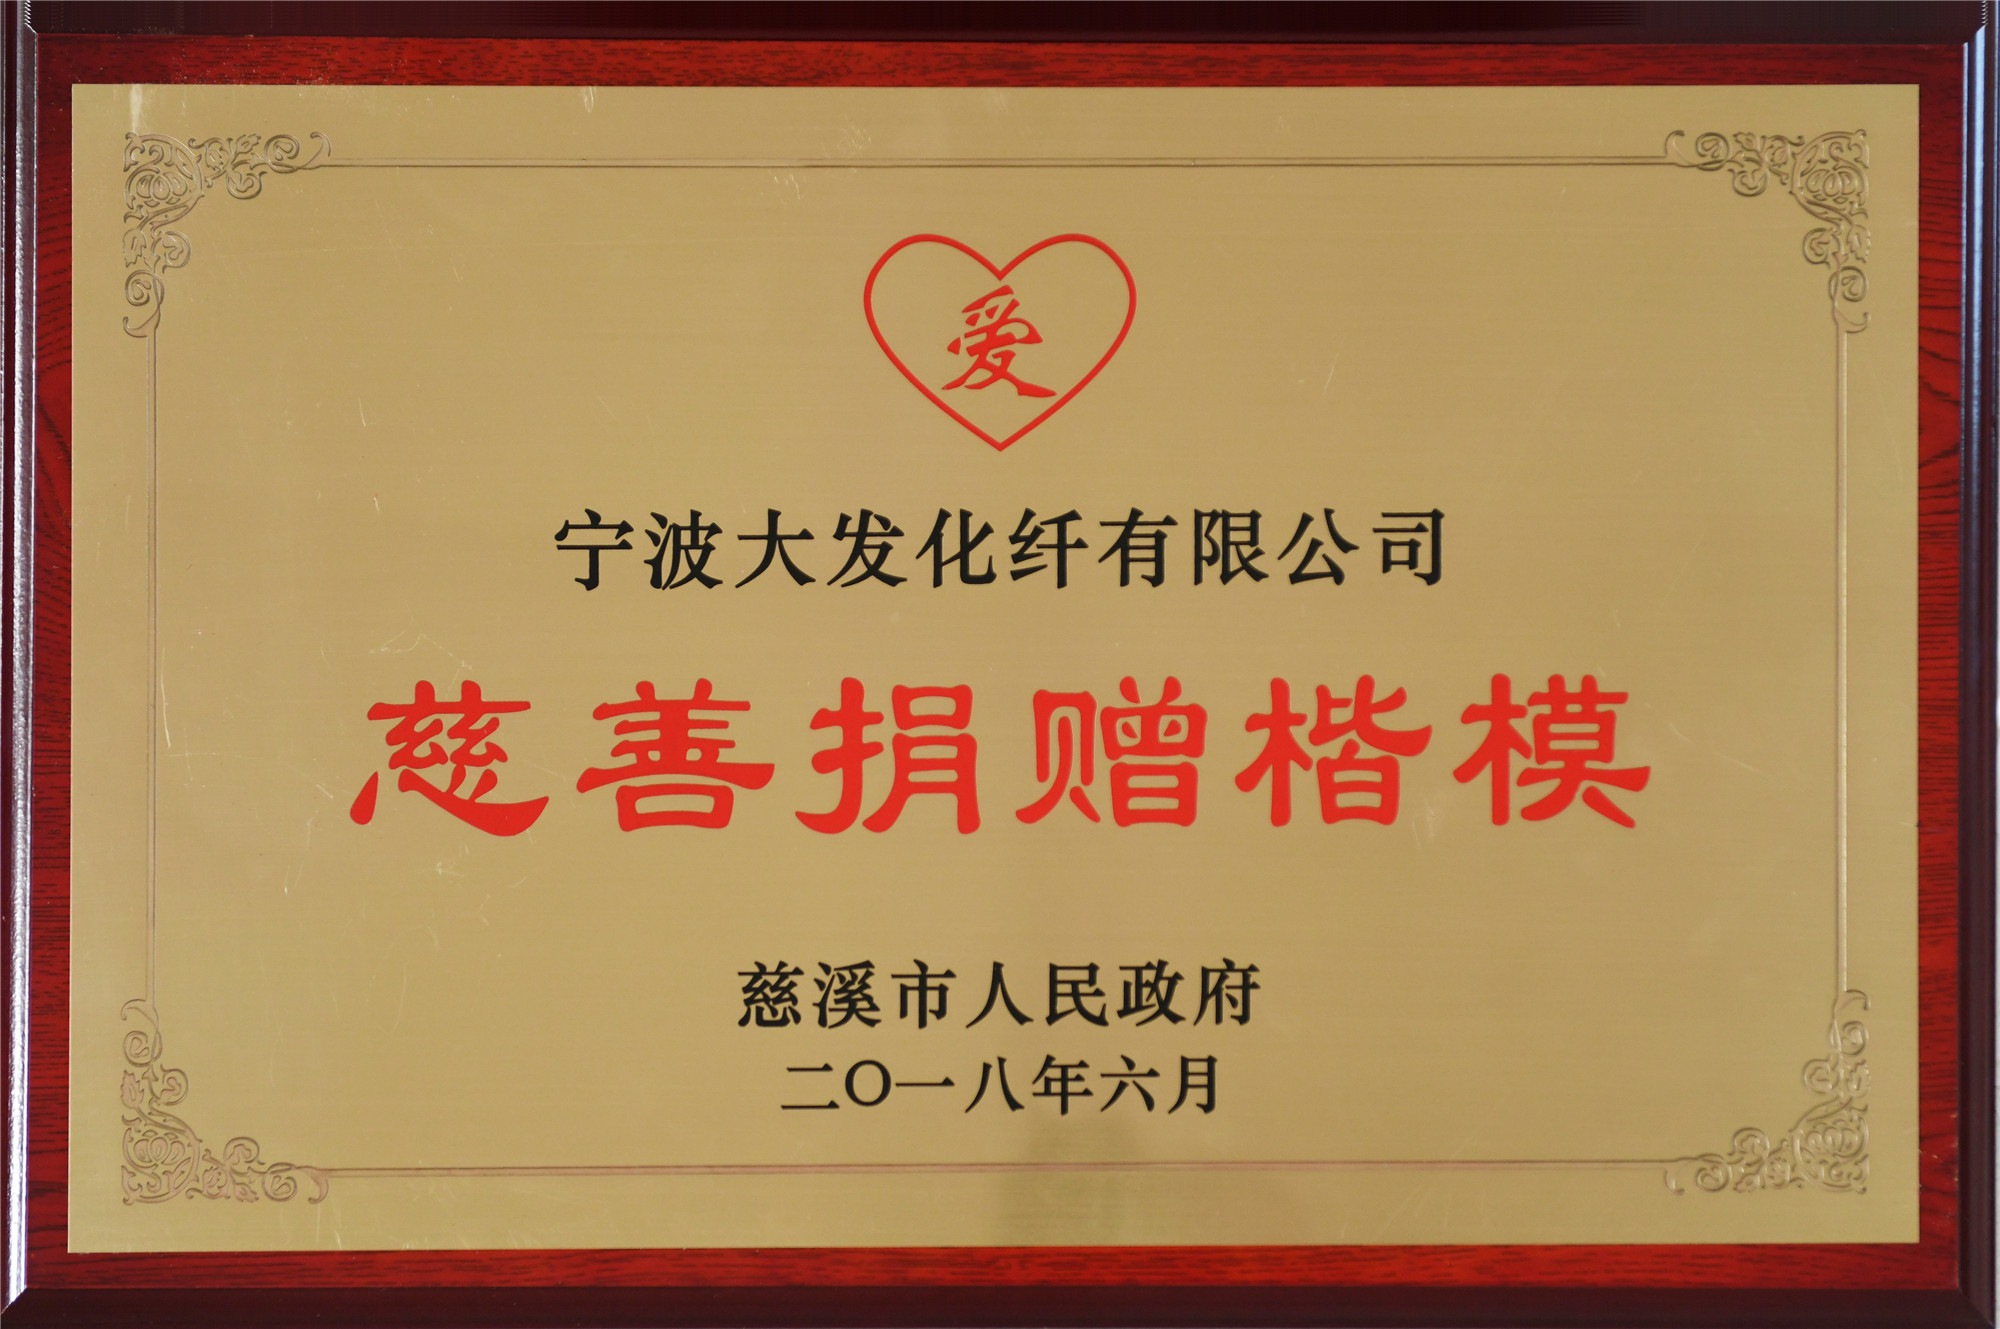 爱
宁波大发化纤有限公司
慈善捐赠楷模
慈溪市人民政府
二〇一八年六月